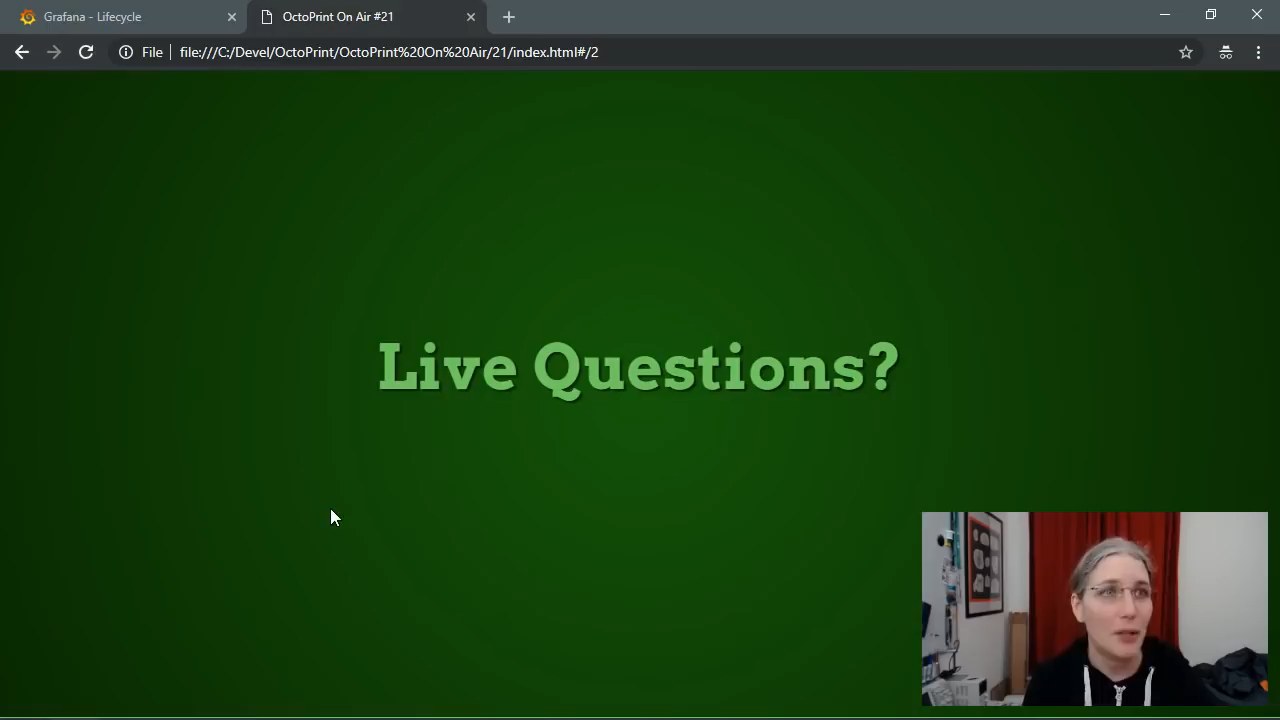 Grafana - Lifecycle
OctoPrint On Air #21
File
file:///C:/Devel/OctoPrint/OctoPrint%20On%20Air/21/index.html#/2
Live Questions?